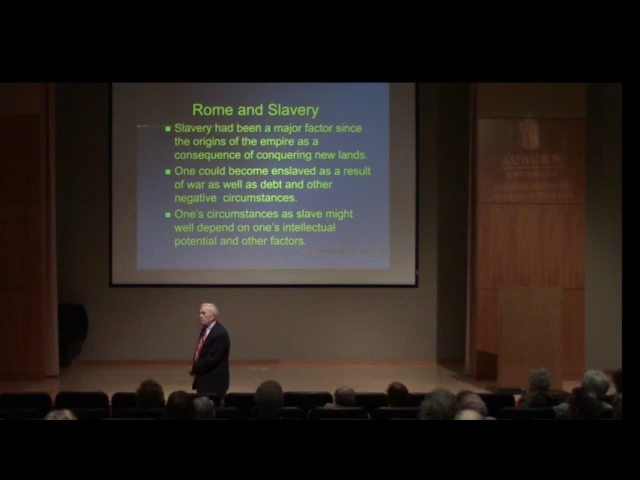 Rome and Slavery
■ Slavery had been a major factor since
the origins of the empire as a
consequence of conquering new lands.
■ One could become enslaved as a result
of war as well as debt and other
negative circumstances.
■ One's circumstances as slave might
well depend on one's intellectual
potential and other factors.
AUBURN